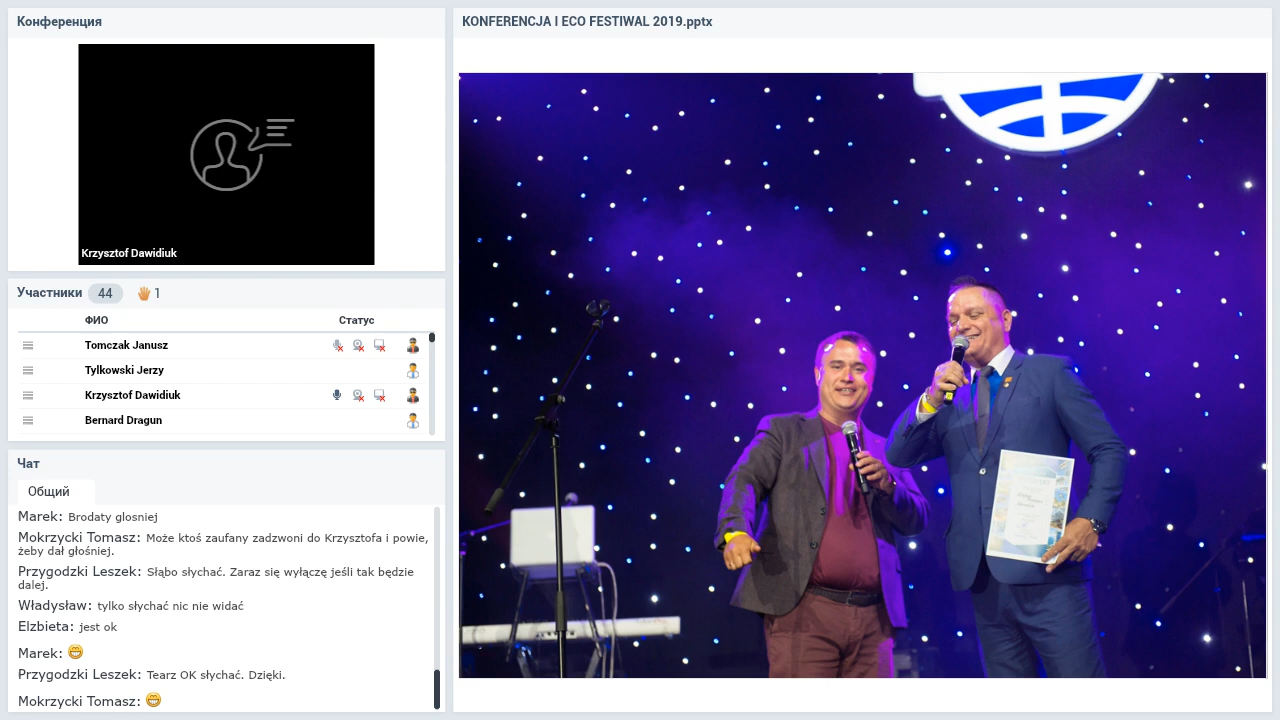 Конференция
Krzysztof Dawidiuk
Участники 44 1
ФИО Статус
Tomczak Janusz
Tylkowski Jerzy
Krzysztof Dawidiuk
Bernard Dragun
Чат
Общий
Marek: Brodaty glosniej
Mokrzycki Tomasz: Może ktoś zaufany zadzwoni do Krzysztofa i powie,
żeby dał głośniej.
Przygodzki Leszek: Słąbo słychać. Zaraz się wyłączę jeśli tak będzie
dalej.
Władysław: tylko słychać nic nie widać
Elzbieta: jest ok
Marek: 😁
Przygodzki Leszek: Tearz OK słychać. Dzięki.
Mokrzycki Tomasz: 😁
KONFERENCJA I ECO FESTIWAL 2019.pptx